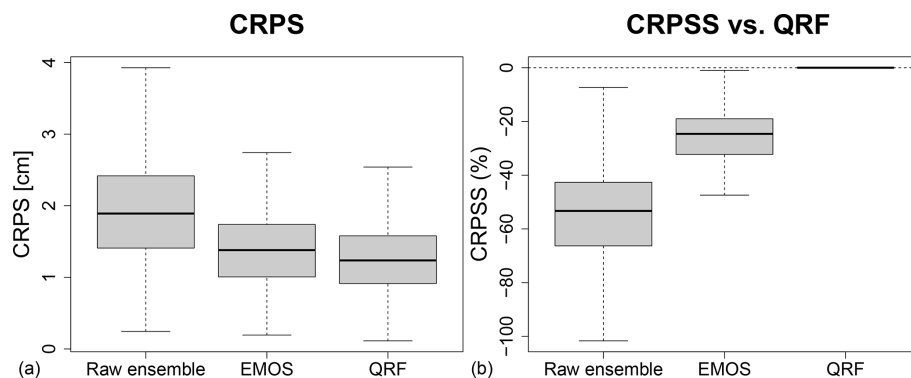 CRPS
CRPS [cm]
4
3
2
1
0
(a)
Raw ensemble EMOS QRF
CRPSS vs. QRF
CRPSS (%)
0
−20
−40
−60
−80
−100
(b)
Raw ensemble EMOS QRF